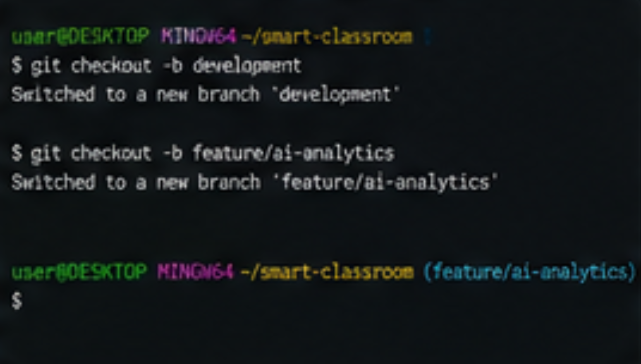 user@DESKTOP MINGW64 ~/smart-classroom
$ git checkout -b development
Switched to a new branch 'development'
$ git checkout -b feature/ai-analytics
Switched to a new branch 'feature/ai-analytics'
user@DESKTOP MINGW64 ~/smart-classroom (feature/ai-analytics)
$